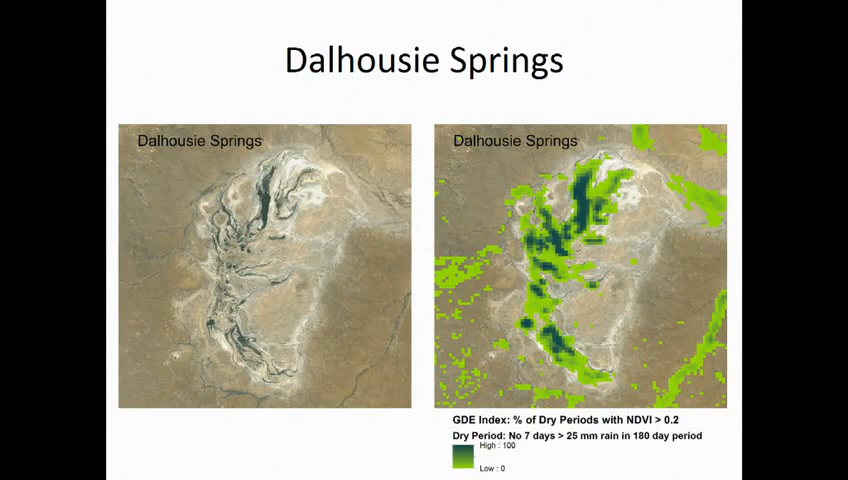 Dalhousie Springs
Dalhousie Springs
Dalhousie Springs
GDE Index: % of Dry Periods with NDVI > 0.2
Dry Period: No 7 days > 25 mm rain in 180 day period
High : 100
Low : 0